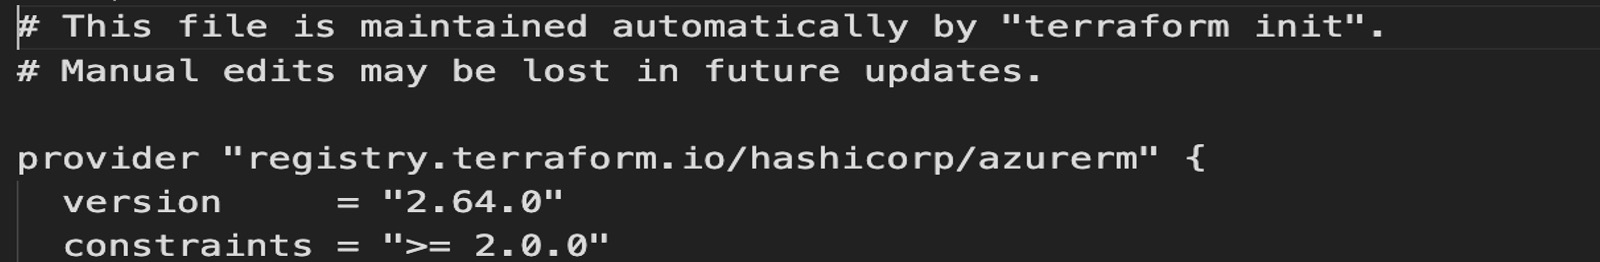 # This file is maintained automatically by "terraform init".
# Manual edits may be lost in future updates.
provider "registry.terraform.io/hashicorp/azurerm" {
version     = "2.64.0"
constraints = ">= 2.0.0"